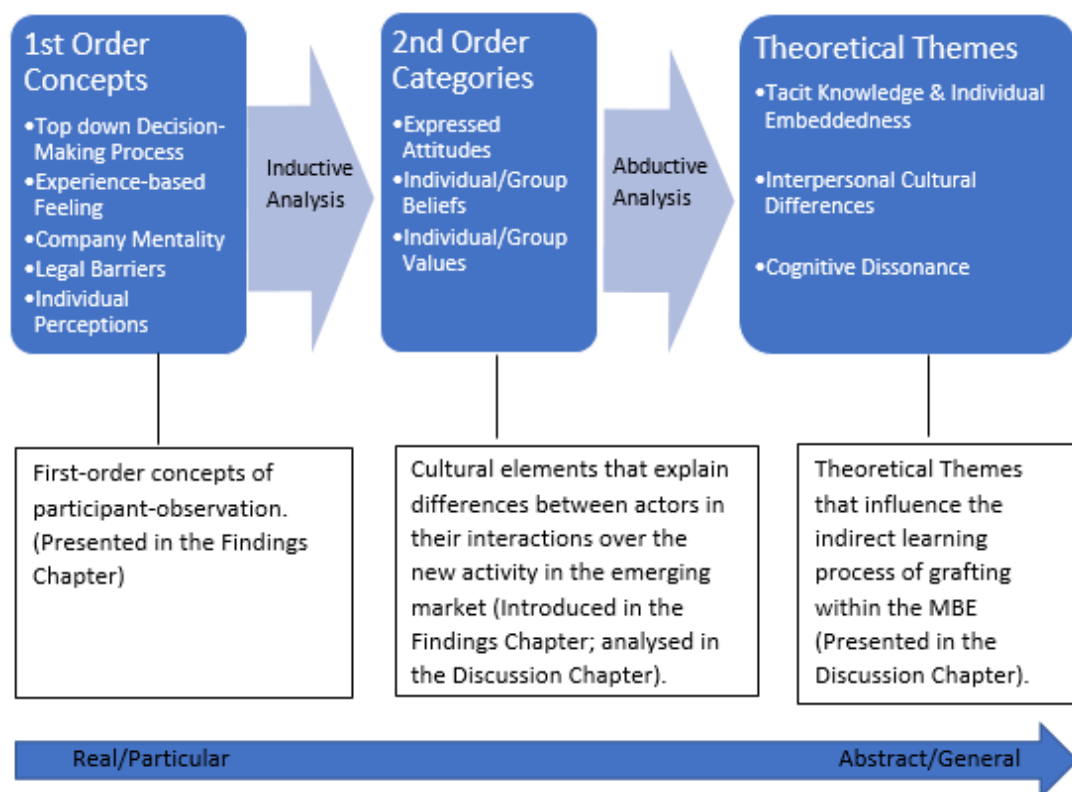 1st Order
Concepts
•Top down Decision-
Making Process
•Experience-based
Feeling
•Company Mentality
•Legal Barriers
•Individual
Perceptions
Inductive
Analysis
2nd Order
Categories
•Expressed
Attitudes
•Individual/Group
Beliefs
•Individual/Group
Values
Abductive
Analysis
Theoretical Themes
•Tacit Knowledge & Individual
Embeddedness
•Interpersonal Cultural
Differences
•Cognitive Dissonance
First-order concepts of
participant-observation.
(Presented in the Findings
Chapter)
Cultural elements that explain
differences between actors in
their interactions over the
new activity in the emerging
market (Introduced in the
Findings Chapter; analysed in
the Discussion Chapter).
Theoretical Themes
that influence the
indirect learning
process of grafting
within the MBE
(Presented in the
Discussion Chapter).
Real/Particular
Abstract/General